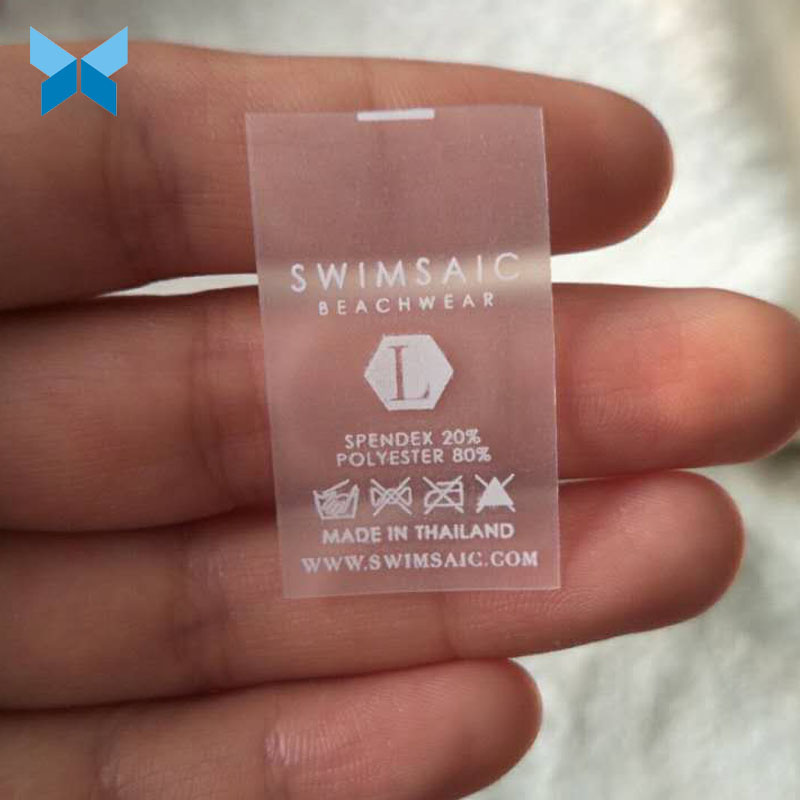 SWIMSAIC
BEACHWEAR
L
SPENDEX 20%
POLYESTER 80%
MADE IN THAILAND
WWW.SWIMSAIC.COM